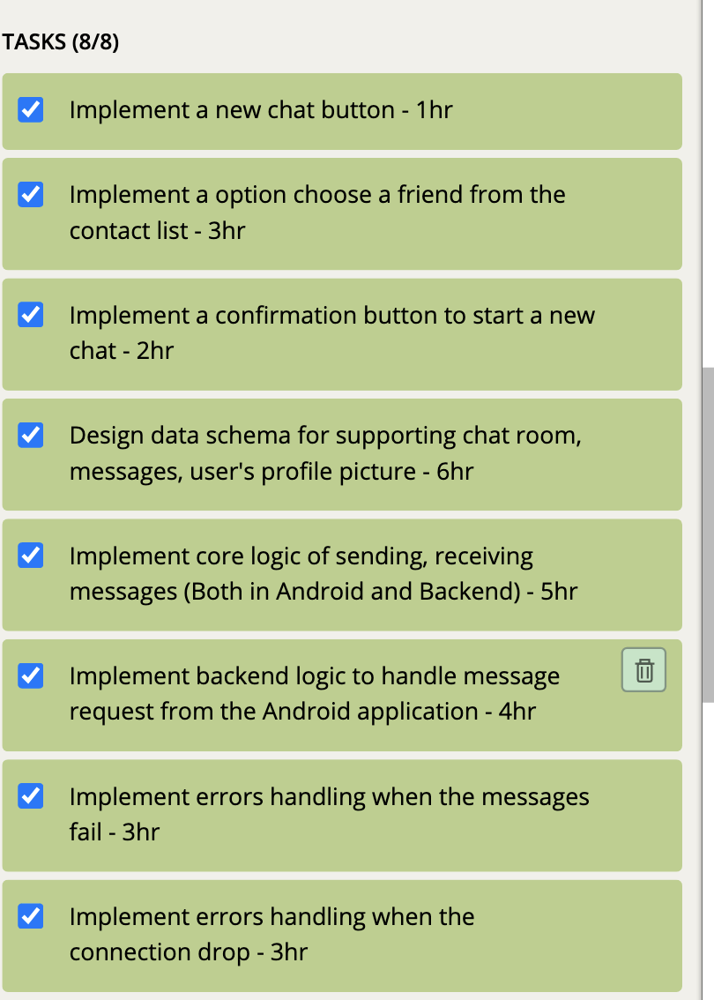 TASKS (8/8)
Implement a new chat button - 1hr
Implement a option choose a friend from the
contact list - 3hr
Implement a confirmation button to start a new
chat - 2hr
Design data schema for supporting chat room,
messages, user's profile picture - 6hr
Implement core logic of sending, receiving
messages (Both in Android and Backend) - 5hr
Implement backend logic to handle message
request from the Android application - 4hr
Implement errors handling when the messages
fail - 3hr
Implement errors handling when the
connection drop - 3hr